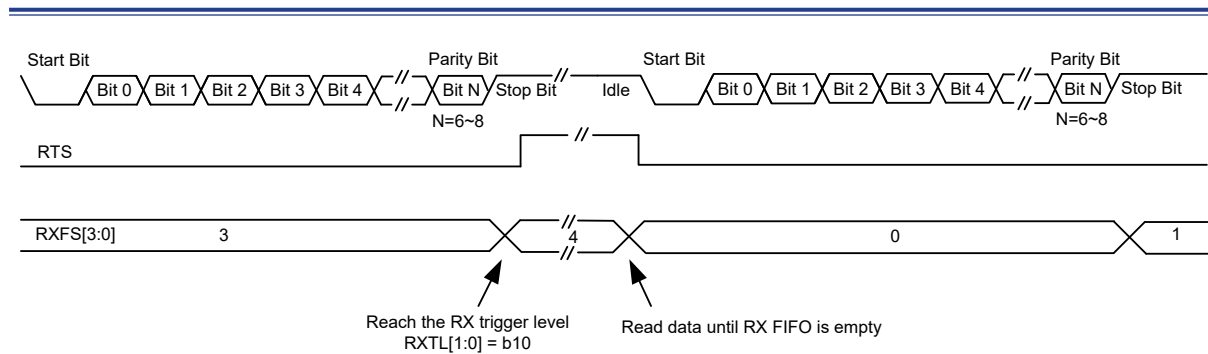 Start Bit Parity Bit Start Bit Parity Bit
Bit 0 Bit 1 Bit 2 Bit 3 Bit 4 Bit N Stop Bit Idle Bit 0 Bit 1 Bit 2 Bit 3 Bit 4 Bit N Stop Bit
N=6~8 N=6~8
RTS
RXFS[3:0] 3 4 0 1
Reach the RX trigger level
RXTL[1:0] = b10
Read data until RX FIFO is empty